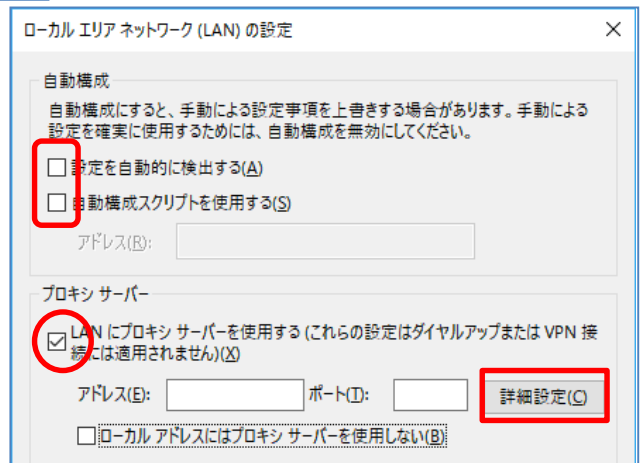 ローカル エリア ネットワーク (LAN) の設定
自動構成
自動構成にすると、手動による設定事項を上書きする場合があります。手動による
設定を確実に使用するためには、自動構成を無効にしてください。
設定を自動的に検出する(A)
自動構成スクリプトを使用する(S)
アドレス(R):
プロキシ サーバー
LAN にプロキシ サーバーを使用する (これらの設定はダイヤルアップまたは VPN 接
続には適用されません)(X)
アドレス(E): ポート(T): 詳細設定(C)
ローカル アドレスにはプロキシ サーバーを使用しない(B)